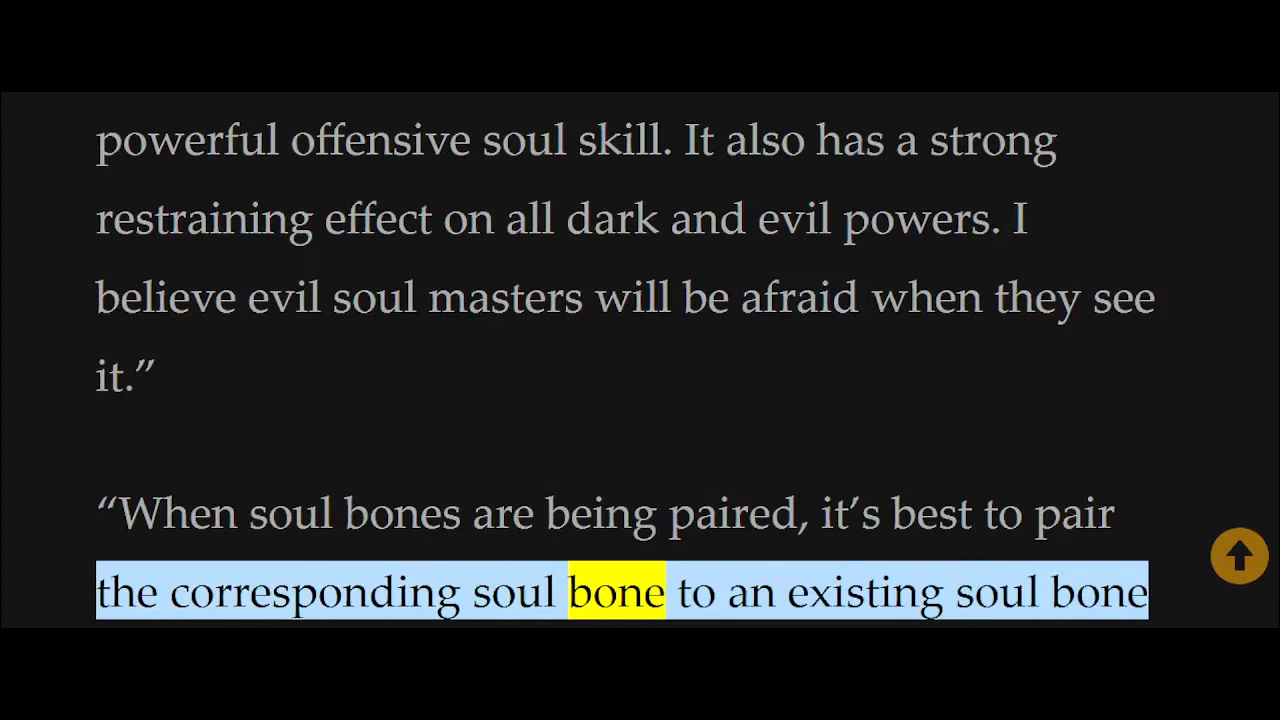 powerful offensive soul skill. It also has a strong
restraining effect on all dark and evil powers. I
believe evil soul masters will be afraid when they see
it.”
“When soul bones are being paired, it’s best to pair
the corresponding soul bone to an existing soul bone